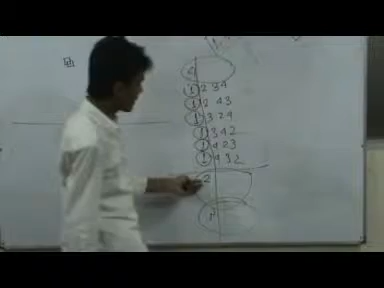 1 2 3 4
1 2 4 3
1 3 2 4
1 3 4 2
1 4 2 3
1 4 3 2
2